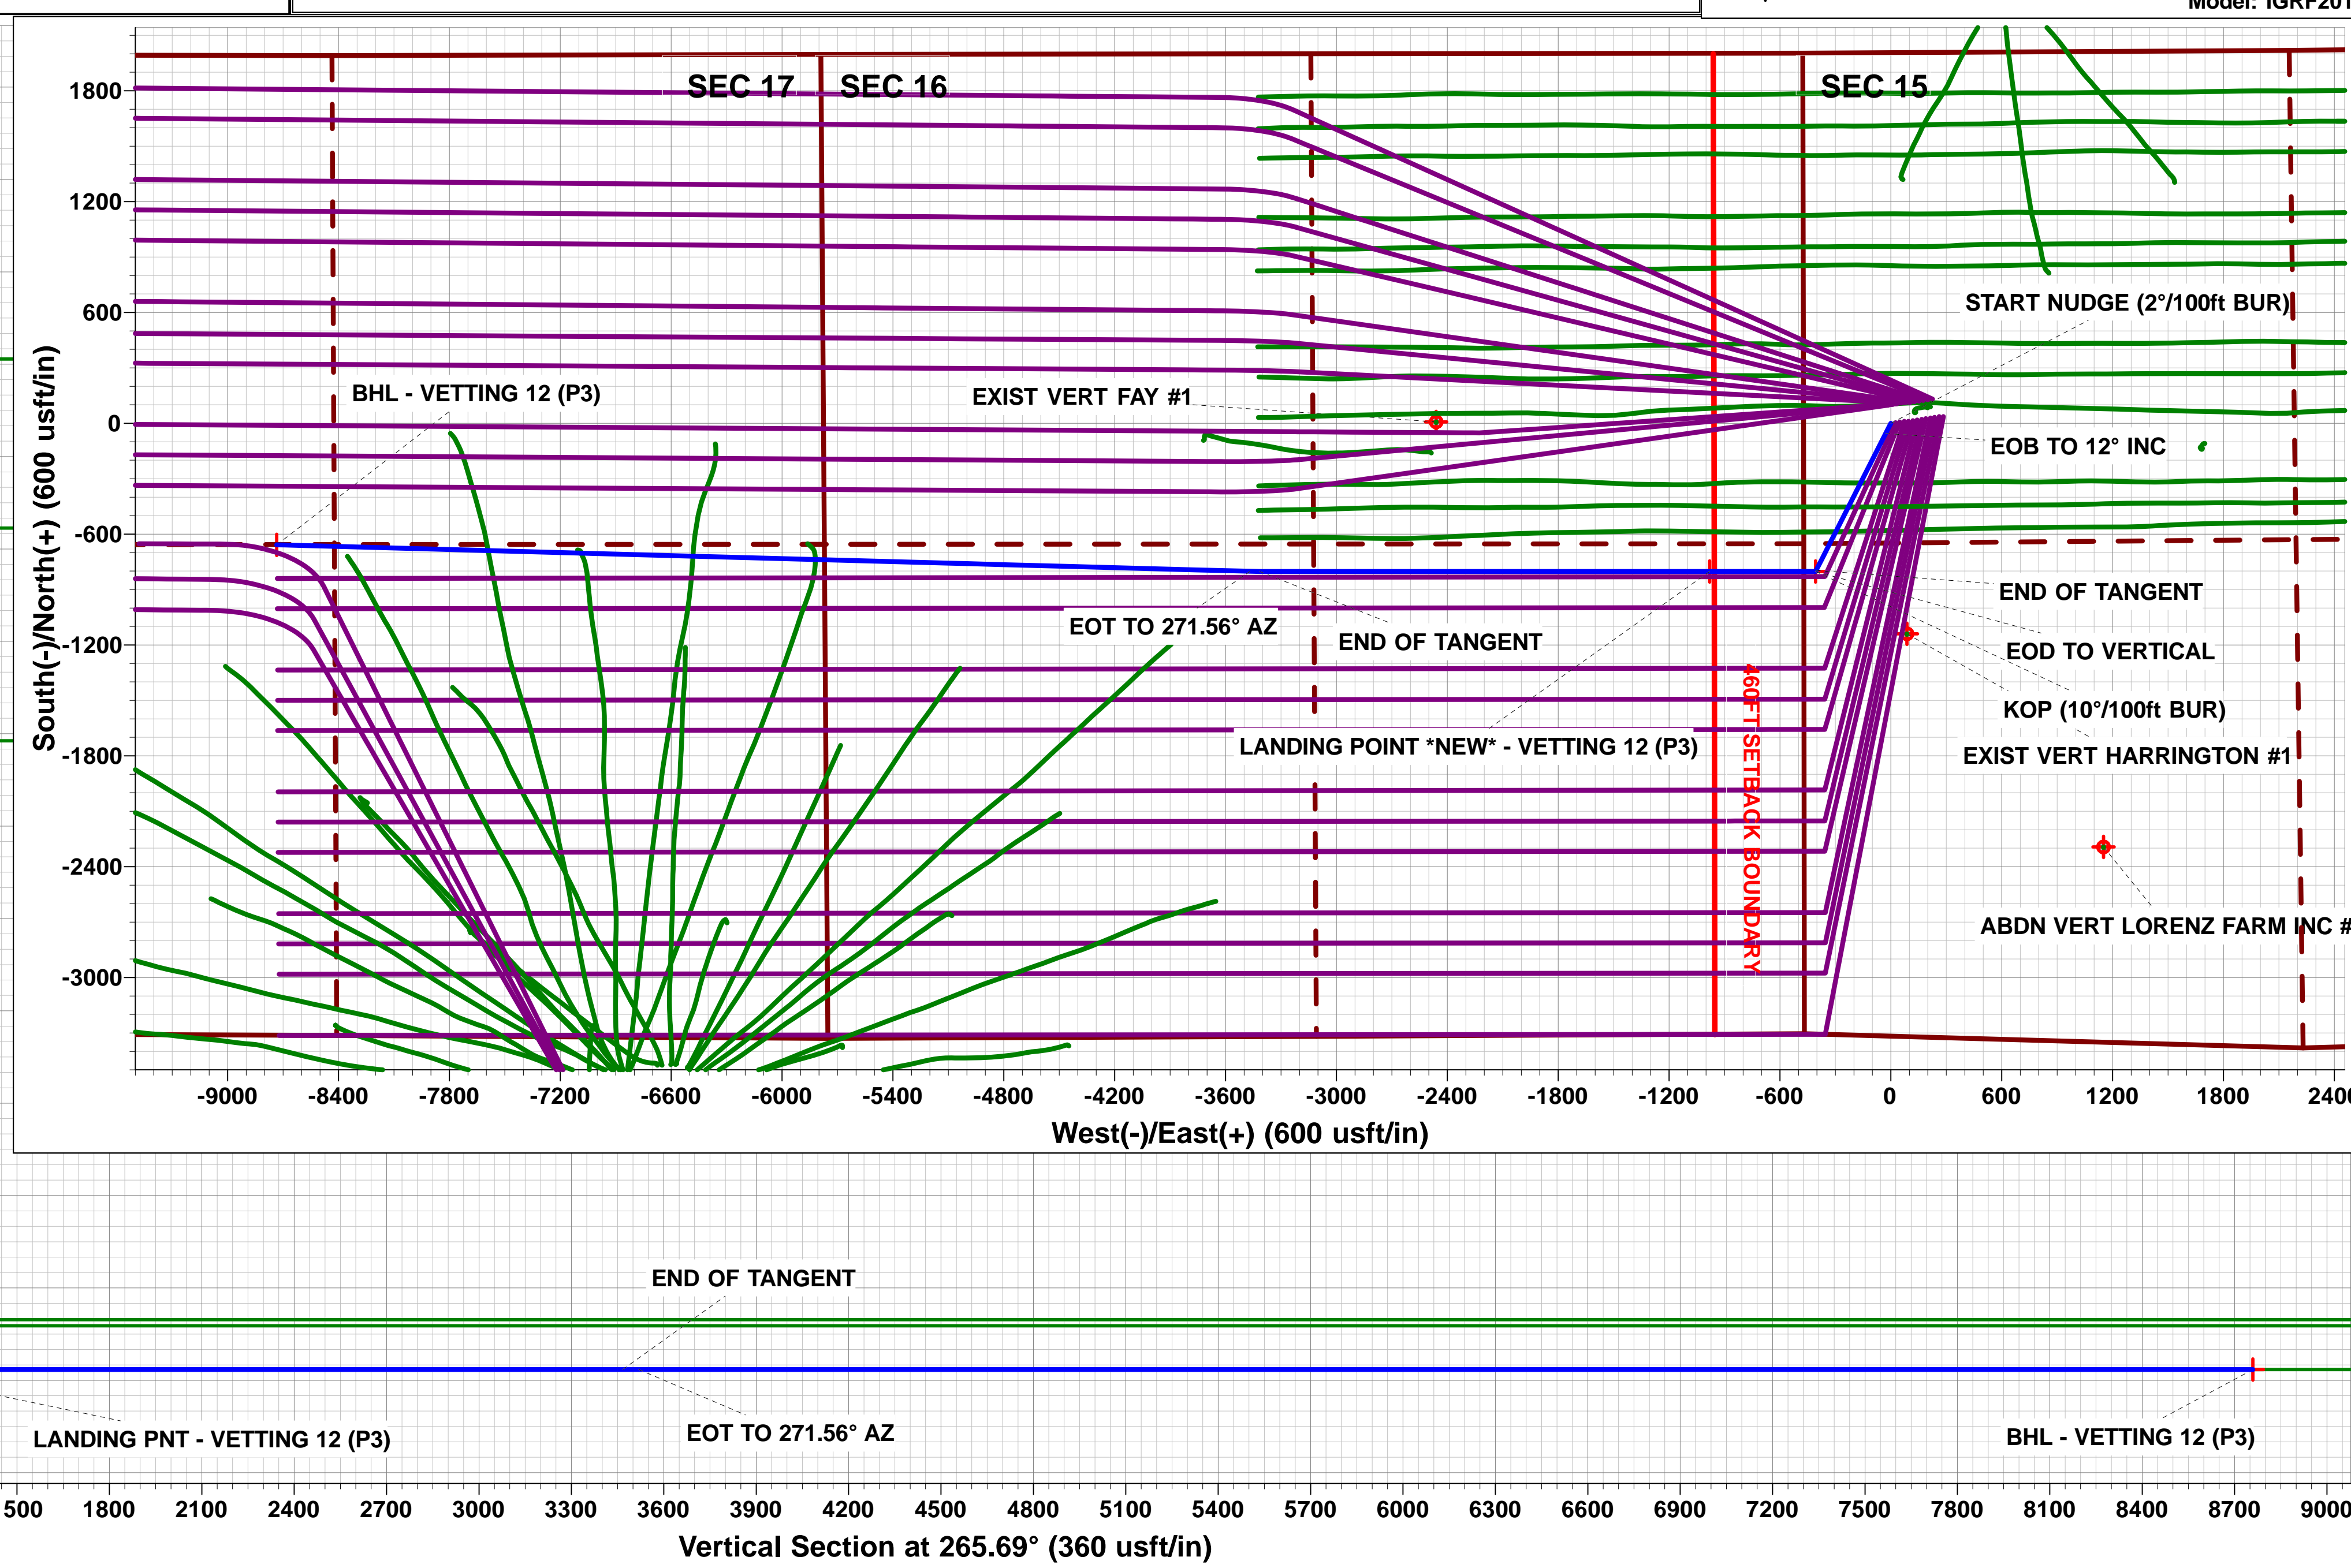 Model: IGRF201
SEC 17
SEC 16
SEC 15
1800
1200
600
0
-600
-1200
-1800
-2400
-3000
South(-)/North(+) (600 usft/in)
START NUDGE (2°/100ft BUR)
BHL - VETTING 12 (P3)
EXIST VERT FAY #1
EOB TO 12° INC
END OF TANGENT
EOT TO 271.56° AZ
END OF TANGENT
EOD TO VERTICAL
KOP (10°/100ft BUR)
LANDING POINT *NEW* - VETTING 12 (P3)
EXIST VERT HARRINGTON #1
460FT SETBACK BOUNDARY
ABDN VERT LORENZ FARM INC #
-9000 -8400 -7800 -7200 -6600 -6000 -5400 -4800 -4200 -3600 -3000 -2400 -1800 -1200 -600 0 600 1200 1800 2400
West(-)/East(+) (600 usft/in)
END OF TANGENT
LANDING PNT - VETTING 12 (P3)
EOT TO 271.56° AZ
BHL - VETTING 12 (P3)
500 1800 2100 2400 2700 3000 3300 3600 3900 4200 4500 4800 5100 5400 5700 6000 6300 6600 6900 7200 7500 7800 8100 8400 8700 9000
Vertical Section at 265.69° (360 usft/in)